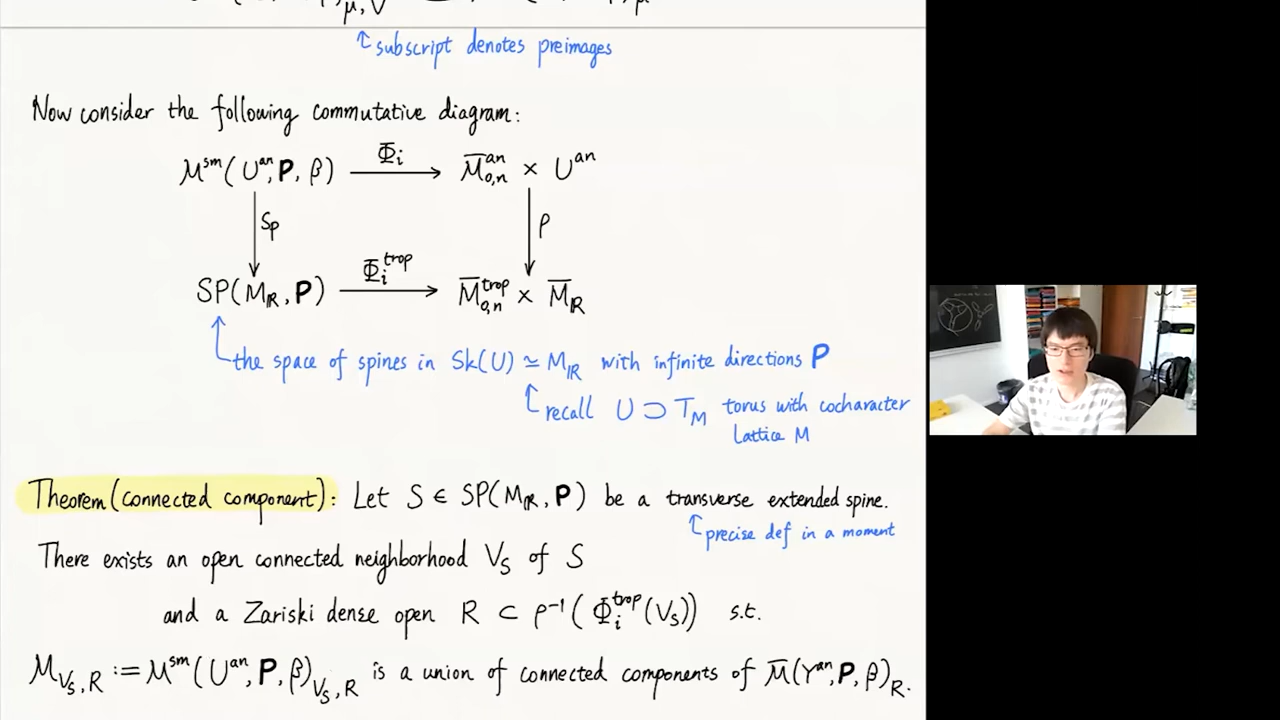 μ, V
μ
↑ subscript denotes preimages
Now consider the following commutative diagram:
M^sm(U^an, P, β) —Φ_i→ M̄^an_{0,n} × U^an
Sp ρ
SP(M_ℝ, P) —Φ_i^trop→ M̄^trop_{0,n} × M̄_ℝ
the space of spines in Sk(U) ≃ M_ℝ with infinite directions P
recall U ⊃ T_M torus with cocharacter
lattice M
Theorem (connected component): Let S ∈ SP(M_ℝ, P) be a transverse extended spine.
precise def in a moment
There exists an open connected neighborhood V_S of S
and a Zariski dense open R ⊂ ρ^{-1}(Φ_i^trop(V_S)) s.t.
M_{V_S, R} := M^sm(U^an, P, β)_{V_S, R} is a union of connected components of M̄(Y^an, P, β)_R.